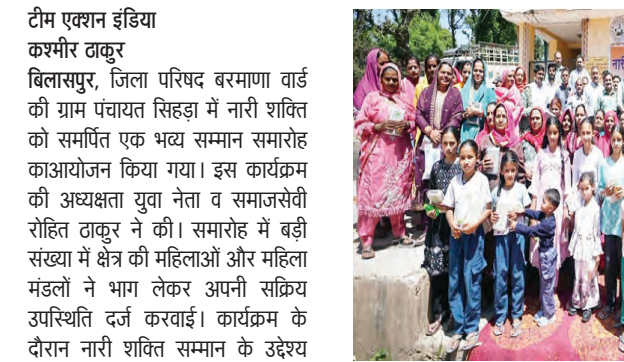 टीम एक्शन इंडिया
कश्मीर ठाकुर
बिलासपुर, जिला परिषद बरमाणा वार्ड
की ग्राम पंचायत सिहड़ा में नारी शक्ति
को समर्पित एक भव्य सम्मान समारोह
काआयोजन किया गया। इस कार्यक्रम
की अध्यक्षता युवा नेता व समाजसेवी
रोहित ठाकुर ने की। समारोह में बड़ी
संख्या में क्षेत्र की महिलाओं और महिला
मंडलों ने भाग लेकर अपनी सक्रिय
उपस्थिति दर्ज करवाई। कार्यक्रम के
दौरान नारी शक्ति सम्मान के उद्देश्य